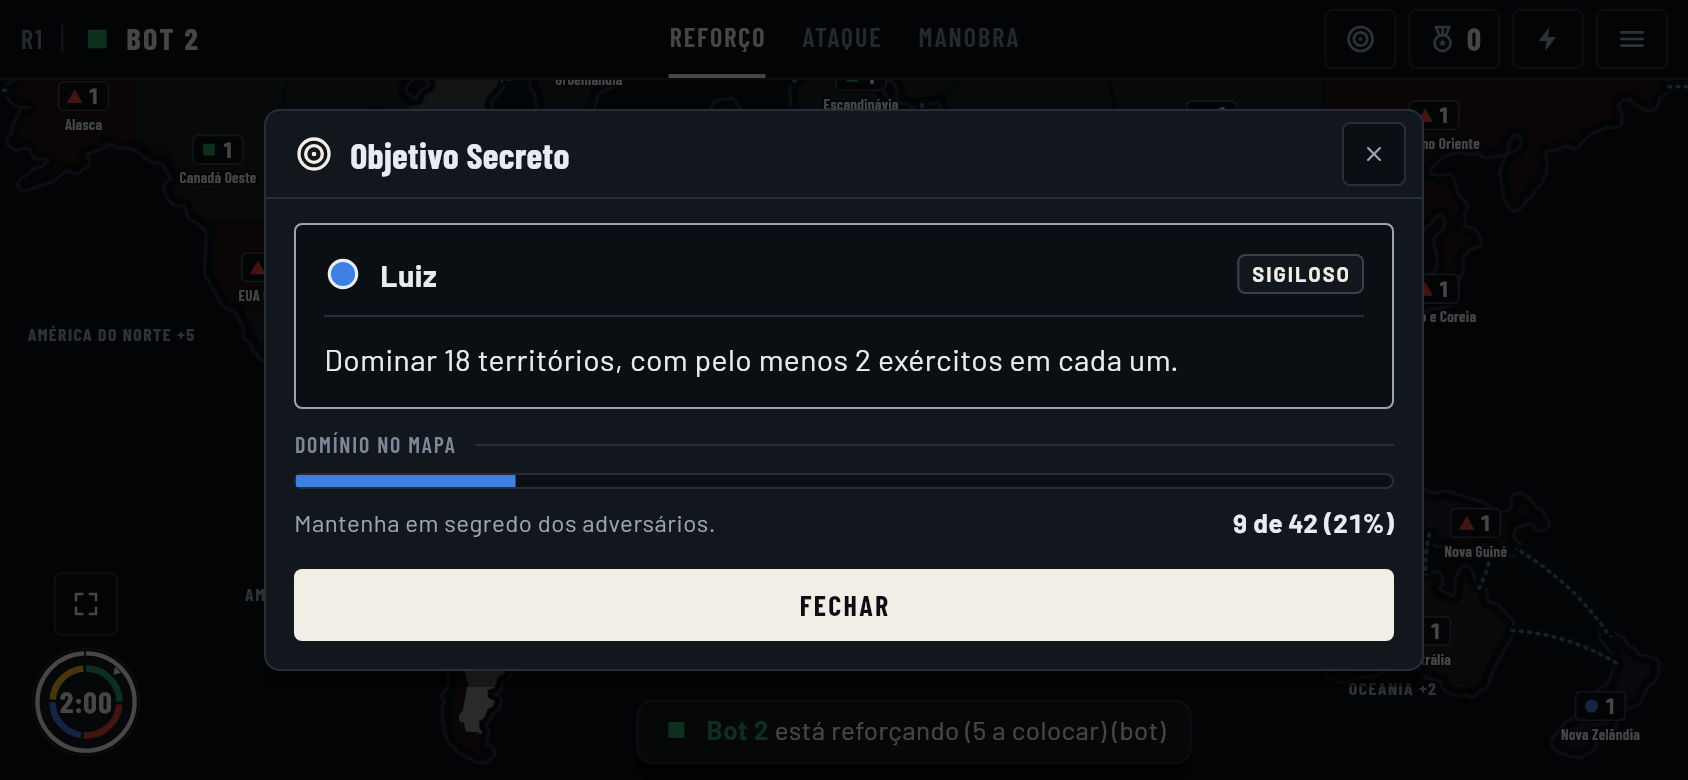 R1 BOT 2 REFORÇO ATAQUE MANOBRA 0
Groenlândia
1 Alasca
Escandinávia
1 Canadá Oeste
1
Objetivo Secreto
Luiz SIGILOSO
Dominar 18 territórios, com pelo menos 2 exércitos em cada um.
DOMÍNIO NO MAPA
Mantenha em segredo dos adversários. 9 de 42 (21%)
FECHAR
EUA
AMÉRICA DO NORTE +5
1
e Coreia
1
Nova Guiné
1
OCEANIA +2
1
Nova Zelândia
2:00
Bot 2 está reforçando (5 a colocar) (bot)